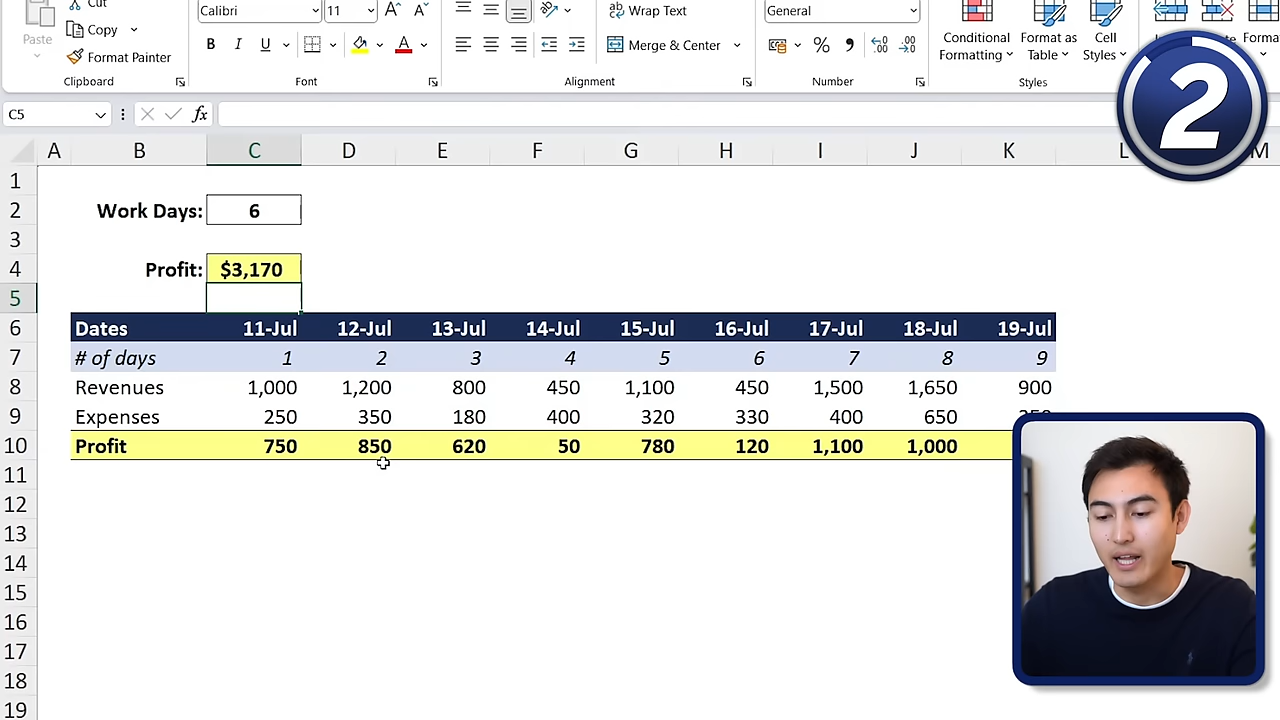 Cut
Paste
Copy
Format Painter
Clipboard
Calibri
11
A
A
B I U
A
Font
Wrap Text
Merge & Center
Alignment
General
%
Number
Conditional Formatting
Format as Table
Cell Styles
Styles
2
C5
fx
A B C D E F G H I J K L M
1
2 Work Days: 6
3
4 Profit: $3,170
5
6 Dates 11-Jul 12-Jul 13-Jul 14-Jul 15-Jul 16-Jul 17-Jul 18-Jul 19-Jul
7 # of days 1 2 3 4 5 6 7 8 9
8 Revenues 1,000 1,200 800 450 1,100 450 1,500 1,650 900
9 Expenses 250 350 180 400 320 330 400 650
10 Profit 750 850 620 50 780 120 1,100 1,000
11
12
13
14
15
16
17
18
19